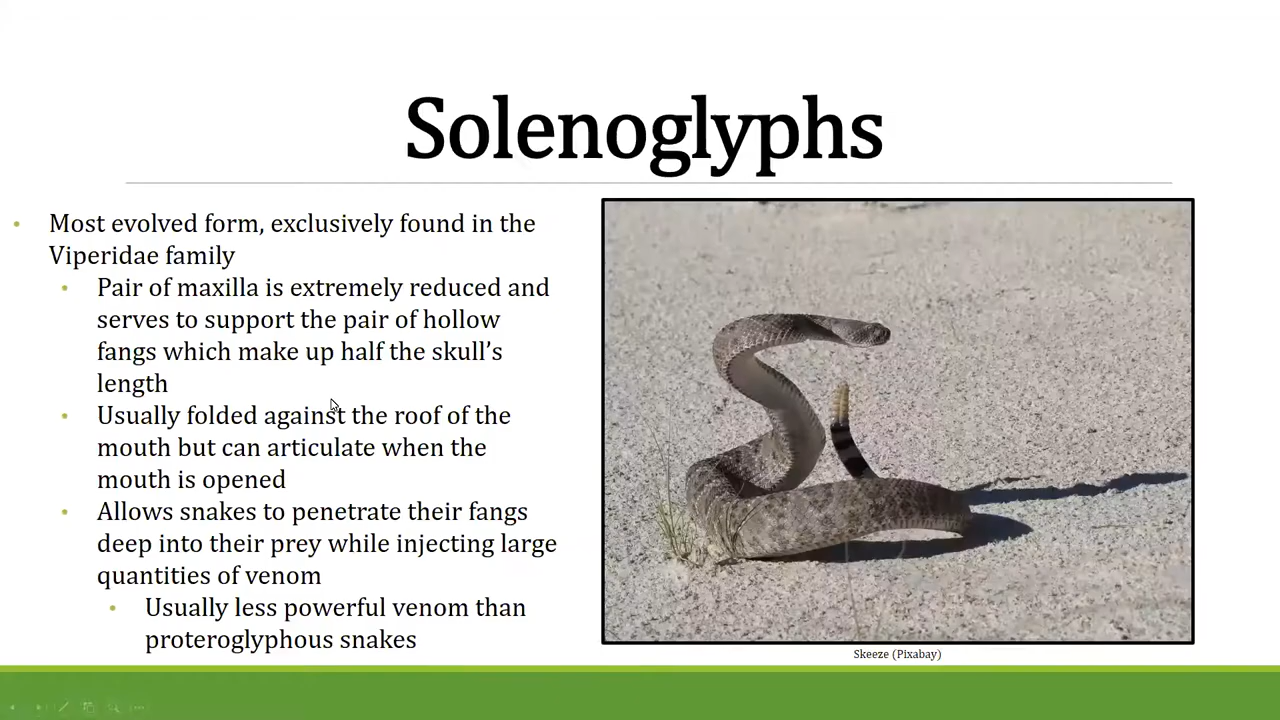 Solenoglyphs
Most evolved form, exclusively found in the
Viperidae family
Pair of maxilla is extremely reduced and
serves to support the pair of hollow
fangs which make up half the skull's
length
Usually folded against the roof of the
mouth but can articulate when the
mouth is opened
Allows snakes to penetrate their fangs
deep into their prey while injecting large
quantities of venom
Usually less powerful venom than
proteroglyphous snakes
Skeeze (Pixabay)